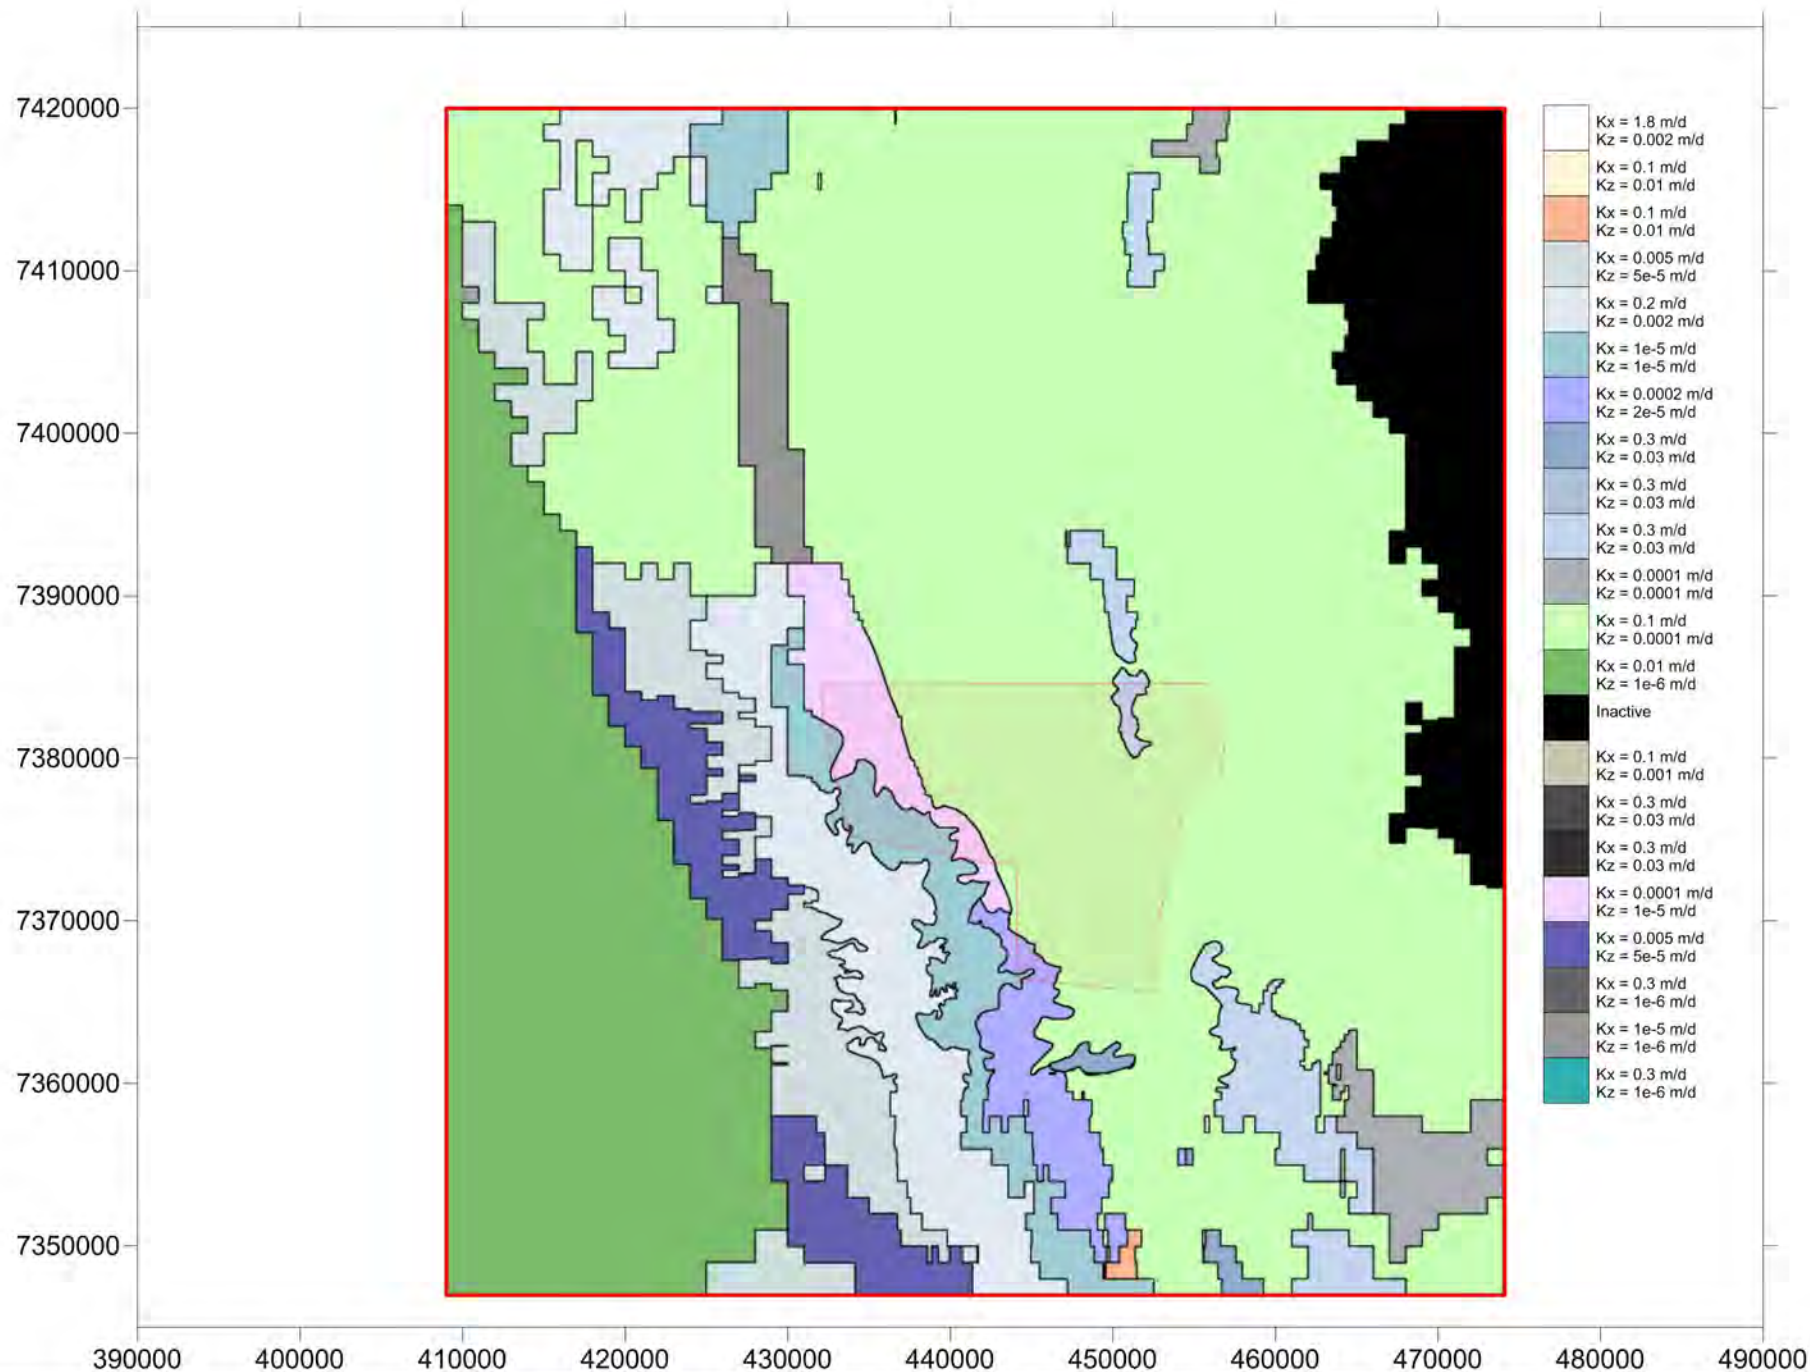 7420000
7410000
7400000
7390000
7380000
7370000
7360000
7350000
390000 400000 410000 420000 430000 440000 450000 460000 470000 480000 490000
Kx = 1.8 m/d
Kz = 0.002 m/d
Kx = 0.1 m/d
Kz = 0.01 m/d
Kx = 0.1 m/d
Kz = 0.01 m/d
Kx = 0.005 m/d
Kz = 5e-5 m/d
Kx = 0.2 m/d
Kz = 0.002 m/d
Kx = 1e-5 m/d
Kz = 1e-5 m/d
Kx = 0.0002 m/d
Kz = 2e-5 m/d
Kx = 0.3 m/d
Kz = 0.03 m/d
Kx = 0.3 m/d
Kz = 0.03 m/d
Kx = 0.3 m/d
Kz = 0.03 m/d
Kx = 0.0001 m/d
Kz = 0.0001 m/d
Kx = 0.1 m/d
Kz = 0.0001 m/d
Kx = 0.01 m/d
Kz = 1e-6 m/d
Inactive
Kx = 0.1 m/d
Kz = 0.001 m/d
Kx = 0.3 m/d
Kz = 0.03 m/d
Kx = 0.3 m/d
Kz = 0.03 m/d
Kx = 0.0001 m/d
Kz = 1e-5 m/d
Kx = 0.005 m/d
Kz = 5e-5 m/d
Kx = 0.3 m/d
Kz = 1e-6 m/d
Kx = 1e-5 m/d
Kz = 1e-6 m/d
Kx = 0.3 m/d
Kz = 1e-6 m/d